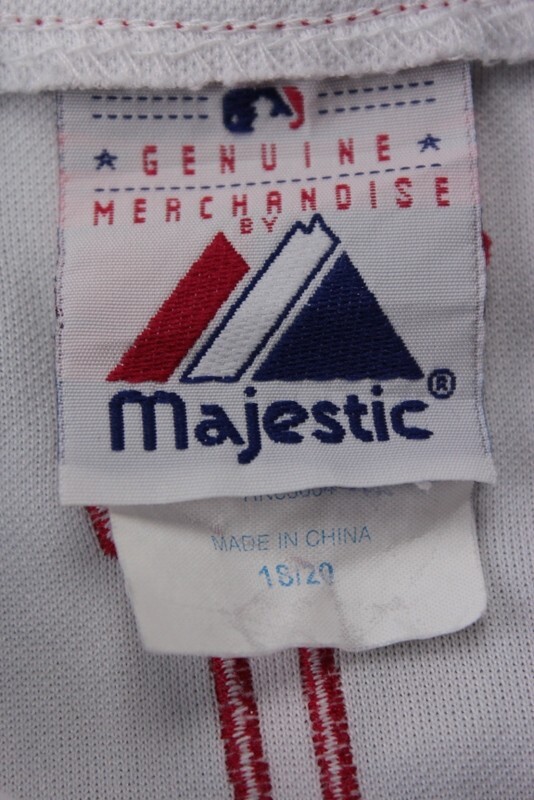 GENUINE
MERCHANDISE
BY
Majestic®
MADE IN CHINA
18/20